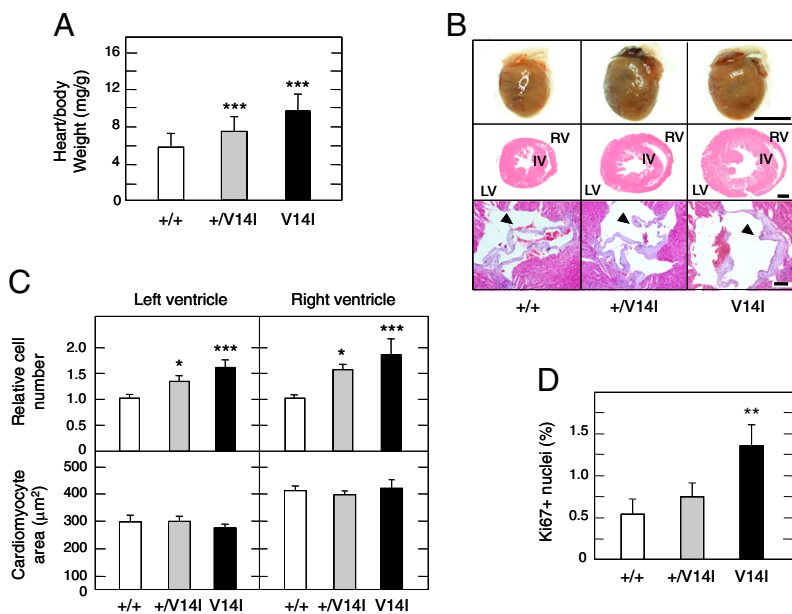 A
Heart/body
Weight (mg/g)
16
12
8
4
0
***
***
+/+
+/V14I
V14I
B
RV
IV
LV
RV
IV
LV
RV
IV
LV
+/+
+/V14I
V14I
C
Left ventricle
Right ventricle
Relative cell
number
2.0
1.5
1.0
0.5
0
*
***
*
***
Cardiomyocyte
area (µm²)
500
400
300
200
100
0
+/+
+/V14I
V14I
+/+
+/V14I
V14I
D
Ki67+ nuclei (%)
1.5
1.0
0.5
0
**
+/+
+/V14I
V14I